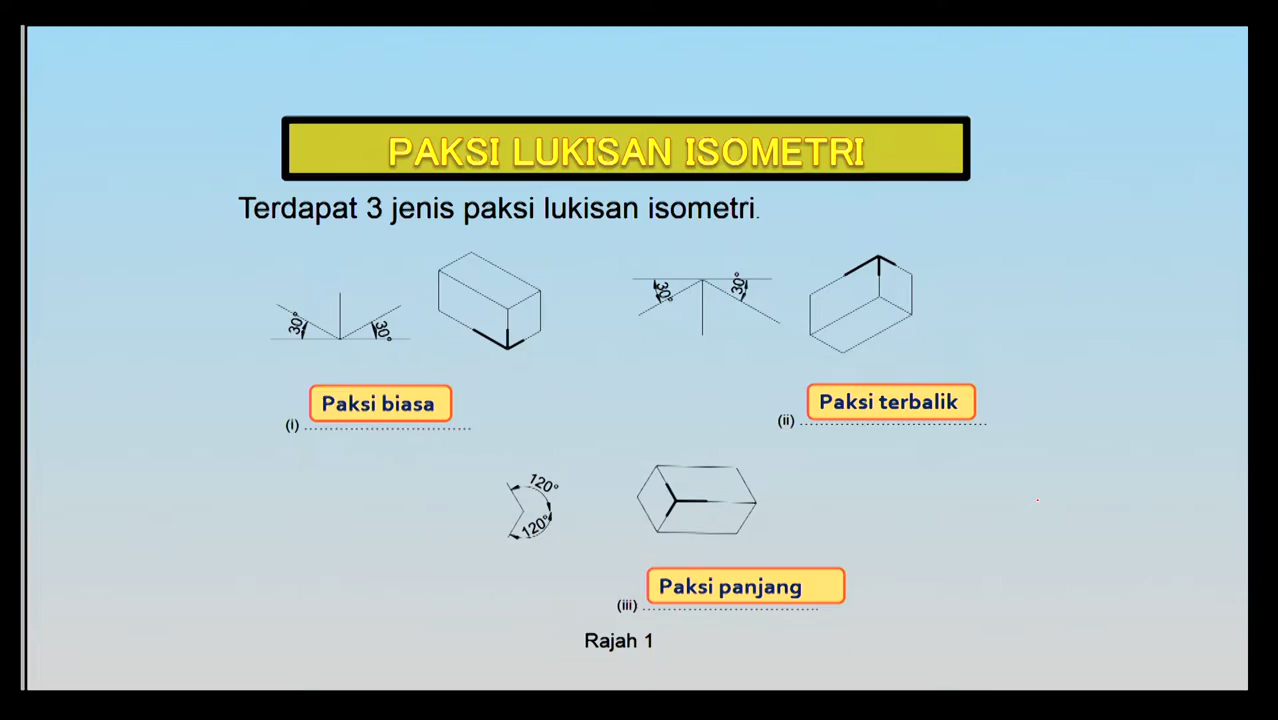 PAKSI LUKISAN ISOMETRI
Terdapat 3 jenis paksi lukisan isometri.
30° 30°
30° 30°
Paksi biasa
(i) ..........................................
Paksi terbalik
(ii) ..........................................
120°
120°
Paksi panjang
(iii) ..........................................
Rajah 1